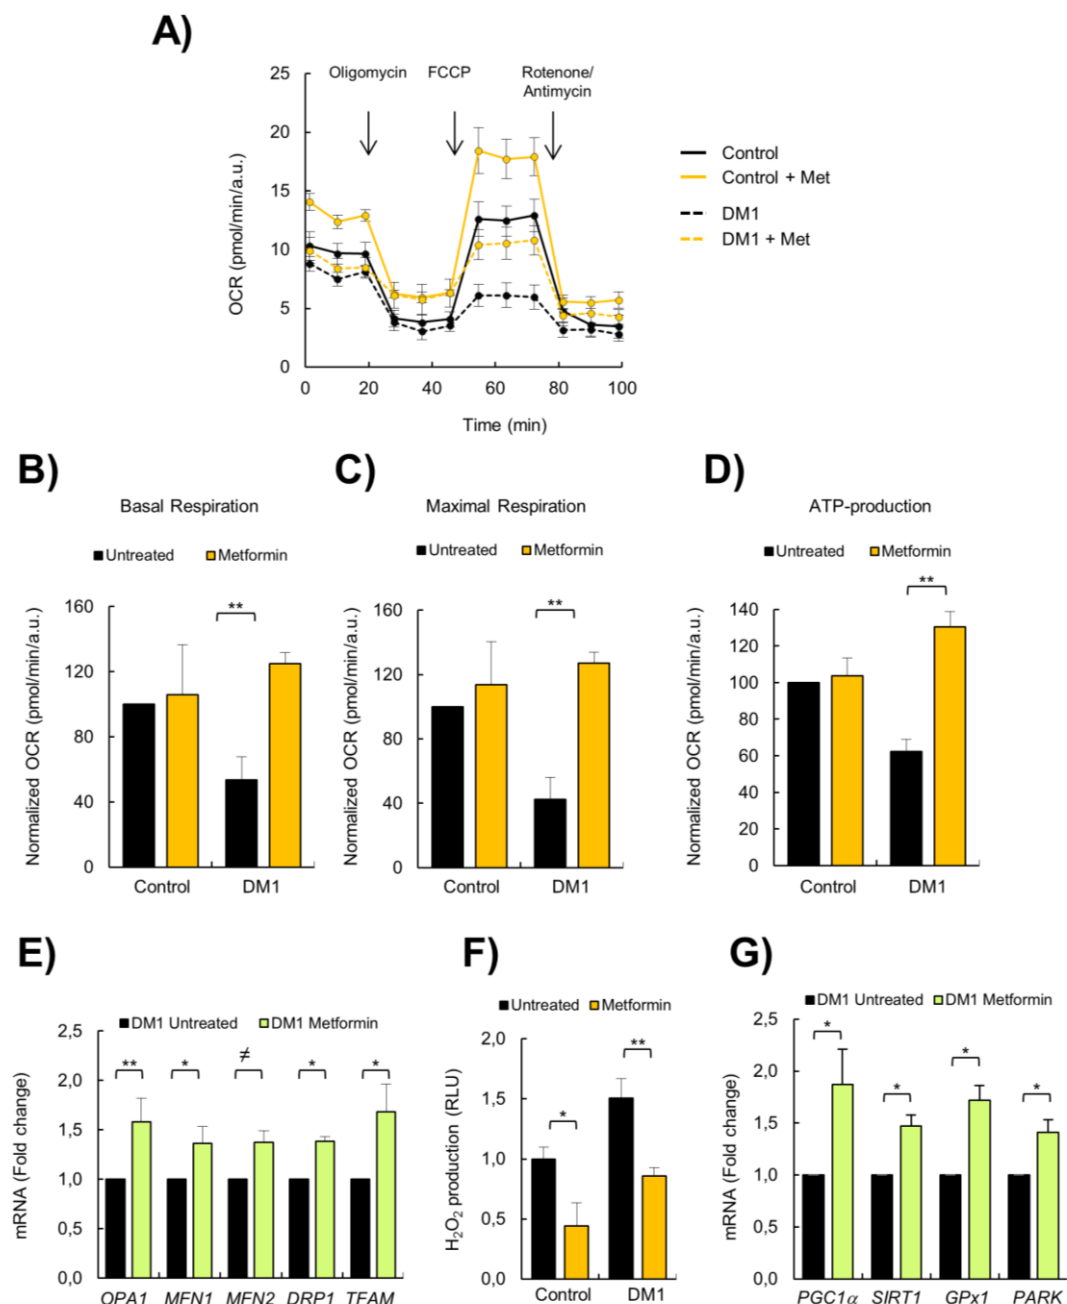 A)
Oligomycin FCCP Rotenone/
Antimycin
25
20
15
10
5
0
OCR (pmol/min/a.u.)
0 20 40 60 80 100
Time (min)
Control
Control + Met
DM1
DM1 + Met
B)
Basal Respiration
Untreated Metformin
**
160
120
80
40
0
Normalized OCR (pmol/min/a.u.)
Control DM1
C)
Maximal Respiration
Untreated Metformin
**
160
120
80
40
0
Normalized OCR (pmol/min/a.u.)
Control DM1
D)
ATP-production
Untreated Metformin
**
140
120
100
80
60
40
20
0
Normalized OCR (pmol/min/a.u.)
Control DM1
E)
DM1 Untreated DM1 Metformin
2,5
2,0
1,5
1,0
0,5
0,0
mRNA (Fold change)
** * ≠ * *
OPA1 MFN1 MFN2 DRP1 TFAM
F)
Untreated Metformin
2,0
1,5
1,0
0,5
0,0
H₂O₂ production (RLU)
* **
Control DM1
G)
DM1 Untreated DM1 Metformin
2,5
2,0
1,5
1,0
0,5
0,0
mRNA (Fold change)
* * * *
PGC1α SIRT1 GPx1 PARK